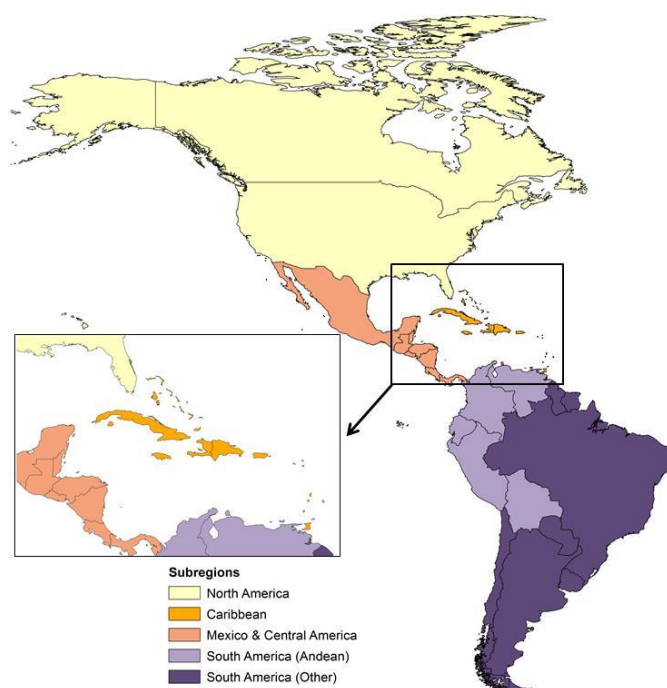 Subregions
North America
Caribbean
Mexico & Central America
South America (Andean)
South America (Other)